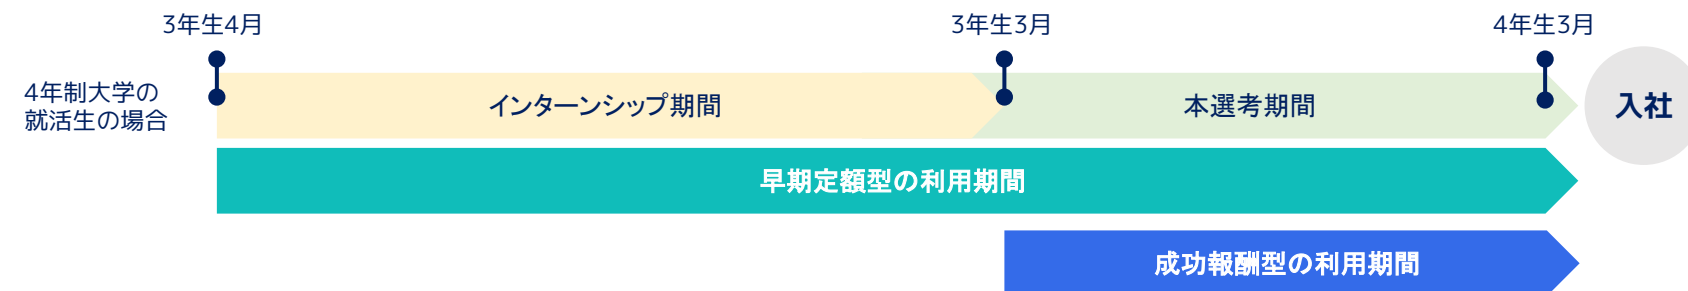 3年生4月
3年生3月
4年生3月
4年制大学の
就活生の場合
インターンシップ期間
本選考期間
入社
早期定額型の利用期間
成功報酬型の利用期間